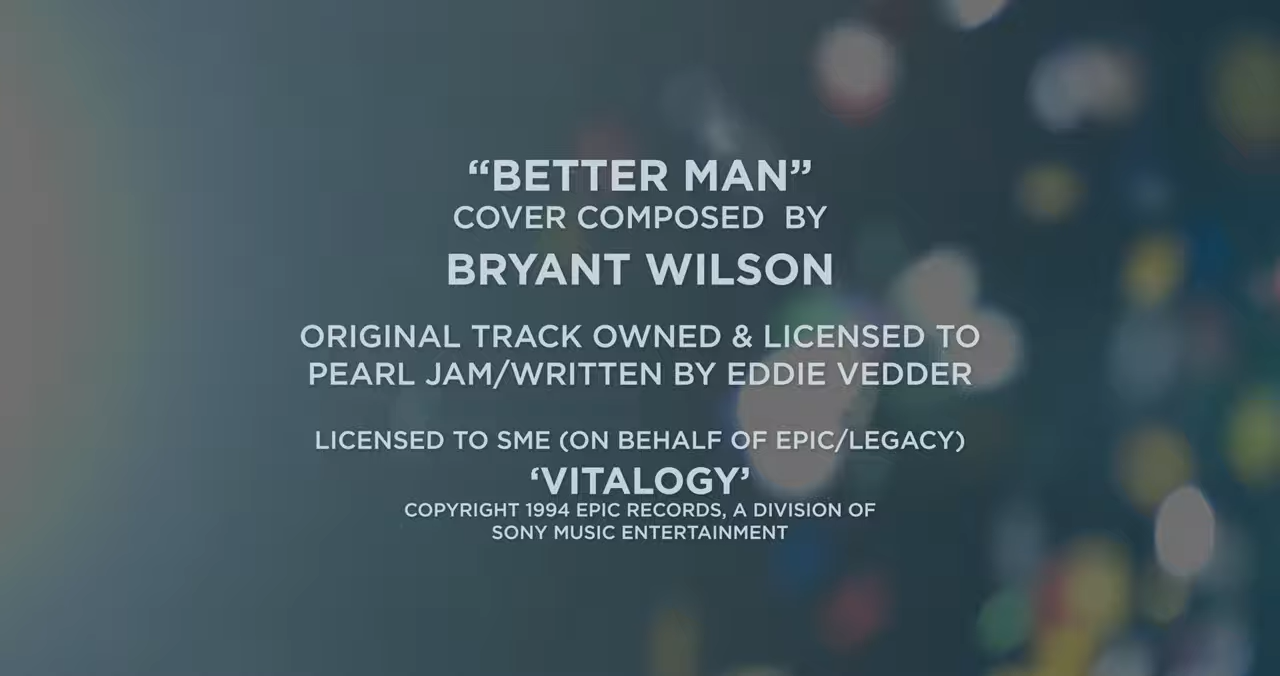 “BETTER MAN”
COVER COMPOSED  BY
BRYANT WILSON
ORIGINAL TRACK OWNED & LICENSED TO
PEARL JAM/WRITTEN BY EDDIE VEDDER
LICENSED TO SME (ON BEHALF OF EPIC/LEGACY)
‘VITALOGY’
COPYRIGHT 1994 EPIC RECORDS, A DIVISION OF
SONY MUSIC ENTERTAINMENT